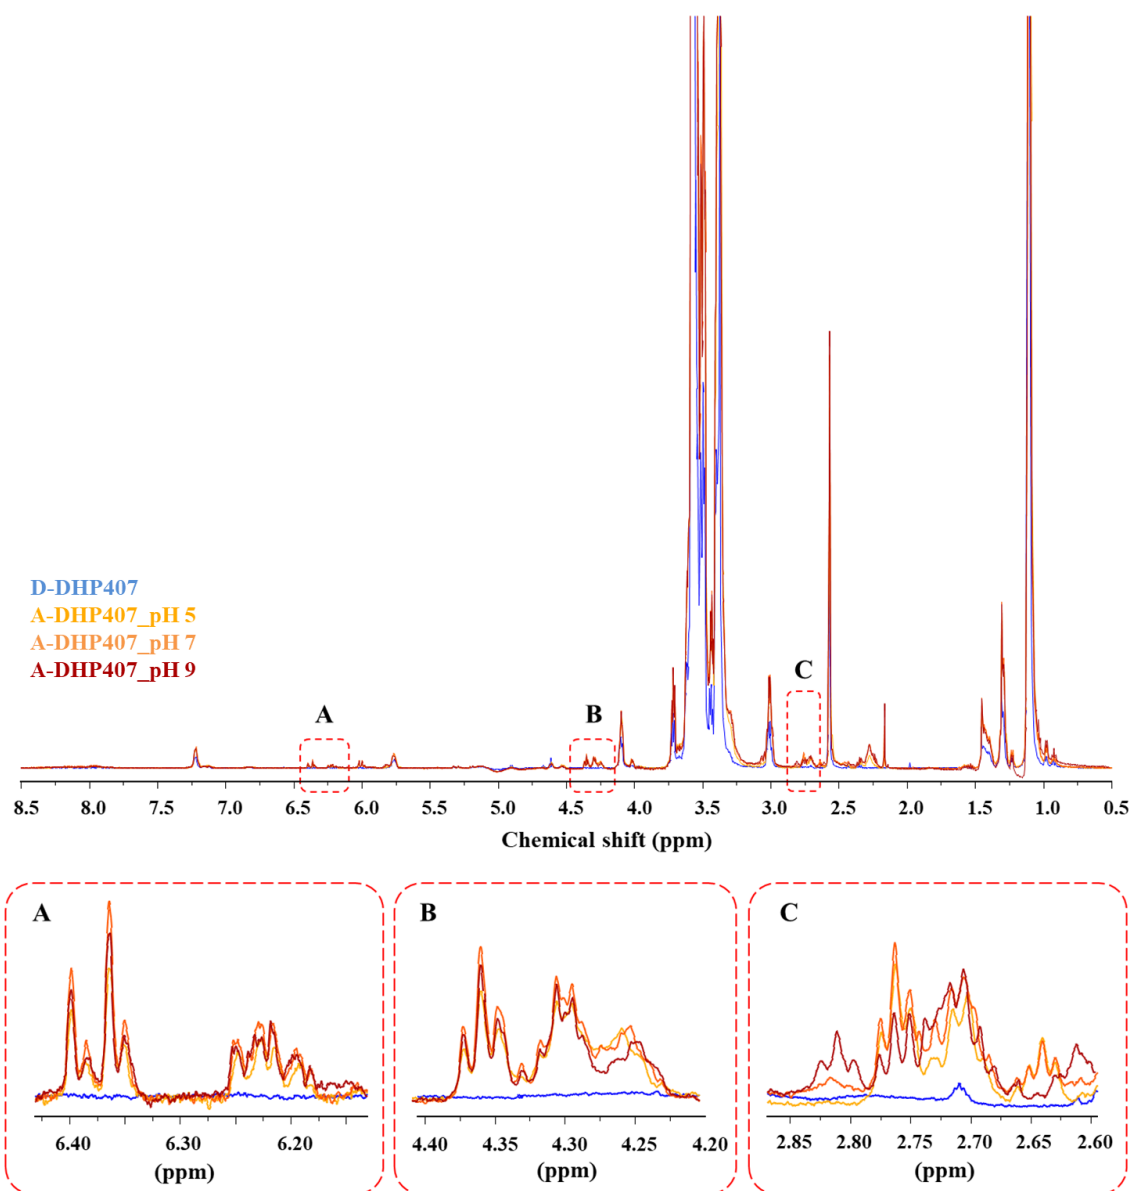 D-DHP407
A-DHP407_pH 5
A-DHP407_pH 7
A-DHP407_pH 9
A
B
C
8.5 8.0 7.5 7.0 6.5 6.0 5.5 5.0 4.5 4.0 3.5 3.0 2.5 2.0 1.5 1.0 0.5
Chemical shift (ppm)
A
6.40 6.30 6.20
(ppm)
B
4.40 4.35 4.30 4.25 4.20
(ppm)
C
2.85 2.80 2.75 2.70 2.65 2.60
(ppm)